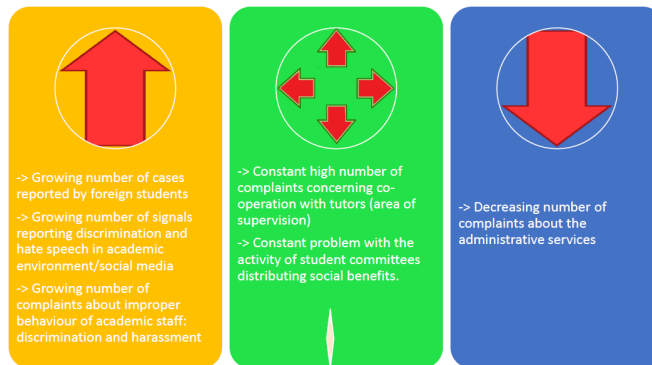 -> Growing number of cases
reported by foreign students
-> Growing number of signals
reporting discrimination and
hate speech in academic
environment/social media
-> Growing number of
complaints about improper
behaviour of academic staff:
discrimination and harassment
-> Constant high number of
complaints concerning co-
operation with tutors (area of
supervision)
-> Constant problem with the
activity of student committees
distributing social benefits.
-> Decreasing number of
complaints about the
administrative services